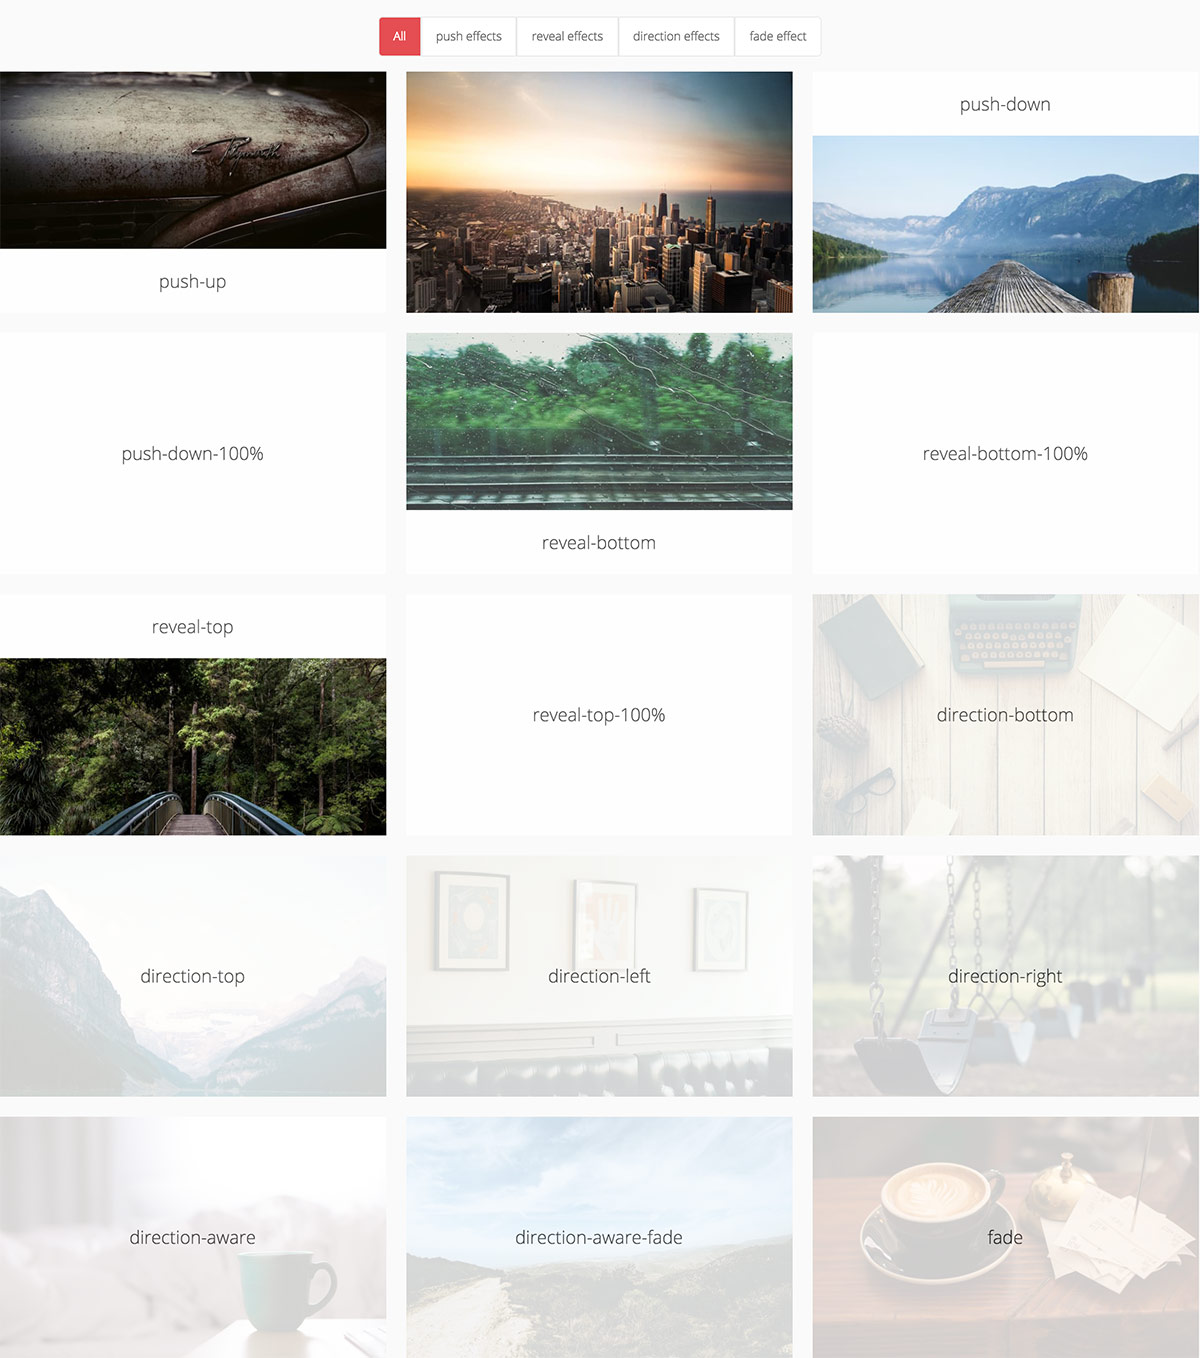 All
push effects
reveal effects
direction effects
fade effect
Plymouth
push-up
push-down
push-down-100%
reveal-bottom
reveal-bottom-100%
reveal-top
reveal-top-100%
direction-bottom
direction-top
direction-left
direction-right
direction-aware
direction-aware-fade
fade